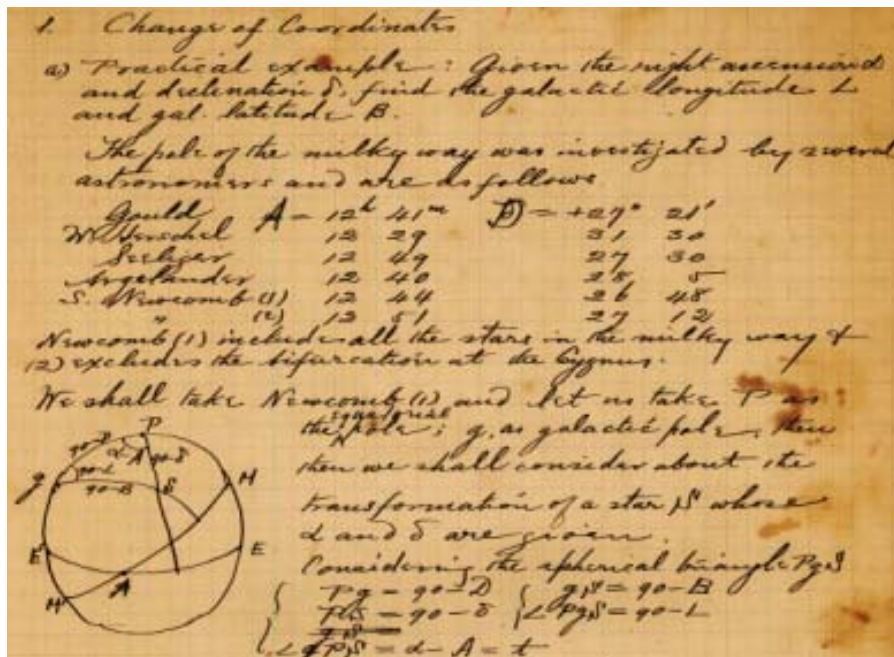 1. Change of Coordinates
a) Practical example : Given the right ascension α
and declenation δ, find the galactic longitude L
and gal. latitude B.
The pole of the milky way was investigated by several
astronomers and are as follows
Gould A = 12h 41m D = +27° 21'
W. Herschel 12 29 31 30
Seeliger 12 49 27 30
Argelander 12 40 28 5
S. Newcomb (1) 12 44 26 48
" (2) 12 51 27 12
Newcomb (1) includes all the stars in the milky way &
(2) excludes the bifurcation at the Cygnus.
We shall take Newcomb (1) and let us take P as
the equatorial pole ; g, as galactic pole, then
then we shall consider about the
transformation of a star S whose
α and δ are given.
Considering the spherical triangle PgS
Pg = 90-D gS = 90-B
PS = 90-δ ∠PgS = 90-L
gS =
∠gPS = α - A = t
P
90-D
α-A
90-δ
90-L
g
90-B
S
H
E'
E
A
H'